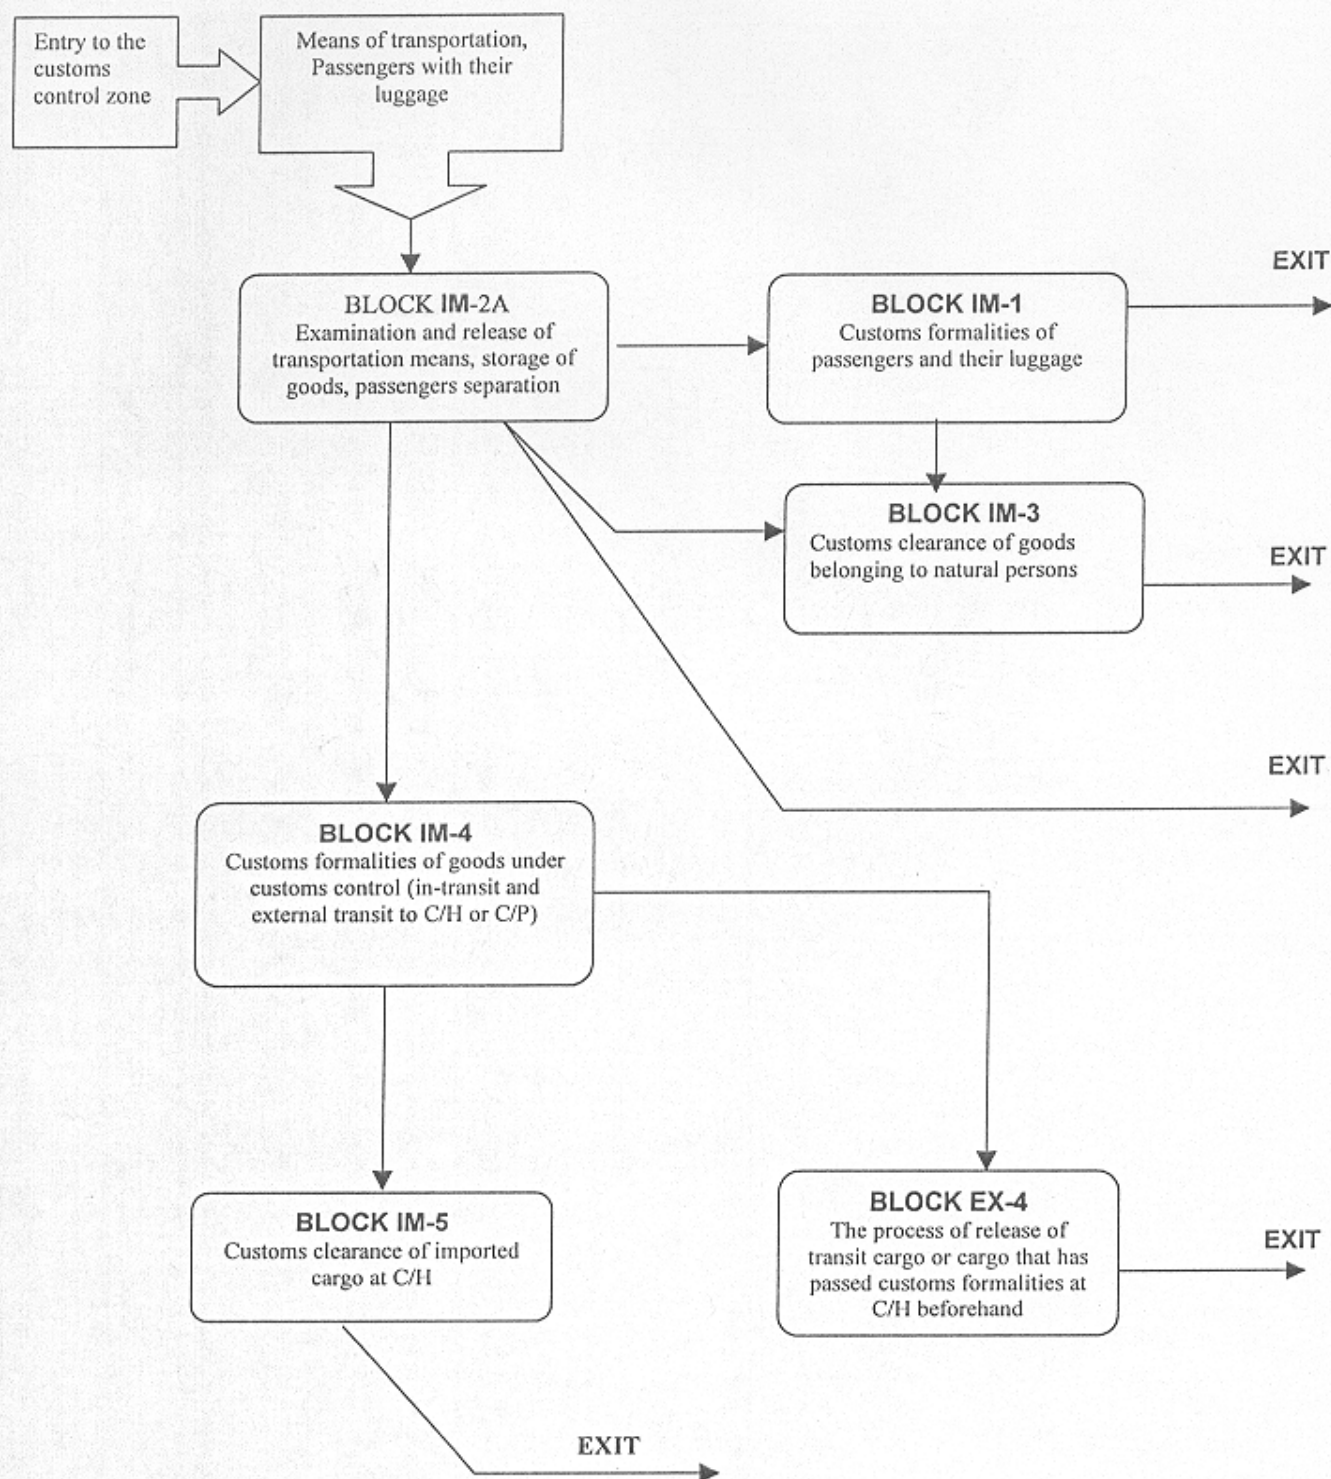 Entry to the
customs
control zone
Means of transportation,
Passengers with their
luggage
BLOCK IM-2A
Examination and release of
transportation means, storage of
goods, passengers separation
BLOCK IM-1
Customs formalities of
passengers and their luggage
EXIT
BLOCK IM-3
Customs clearance of goods
belonging to natural persons
EXIT
EXIT
BLOCK IM-4
Customs formalities of goods under
customs control (in-transit and
external transit to C/H or C/P)
BLOCK IM-5
Customs clearance of imported
cargo at C/H
BLOCK EX-4
The process of release of
transit cargo or cargo that has
passed customs formalities at
C/H beforehand
EXIT
EXIT